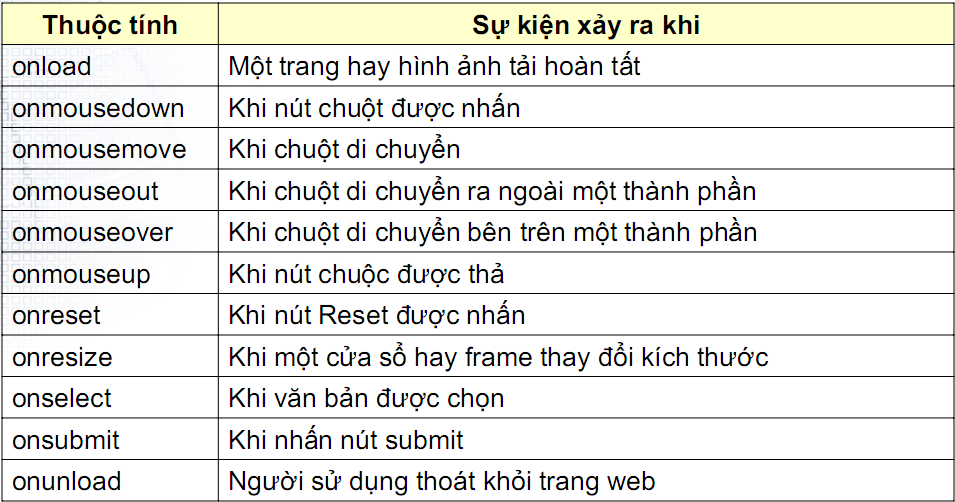 Thuộc tính Sự kiện xảy ra khi
onload Một trang hay hình ảnh tải hoàn tất
onmousedown Khi nút chuột được nhấn
onmousemove Khi chuột di chuyển
onmouseout Khi chuột di chuyển ra ngoài một thành phần
onmouseover Khi chuột di chuyển bên trên một thành phần
onmouseup Khi nút chuộc được thả
onreset Khi nút Reset được nhấn
onresize Khi một cửa sổ hay frame thay đổi kích thước
onselect Khi văn bản được chọn
onsubmit Khi nhấn nút submit
onunload Người sử dụng thoát khỏi trang web